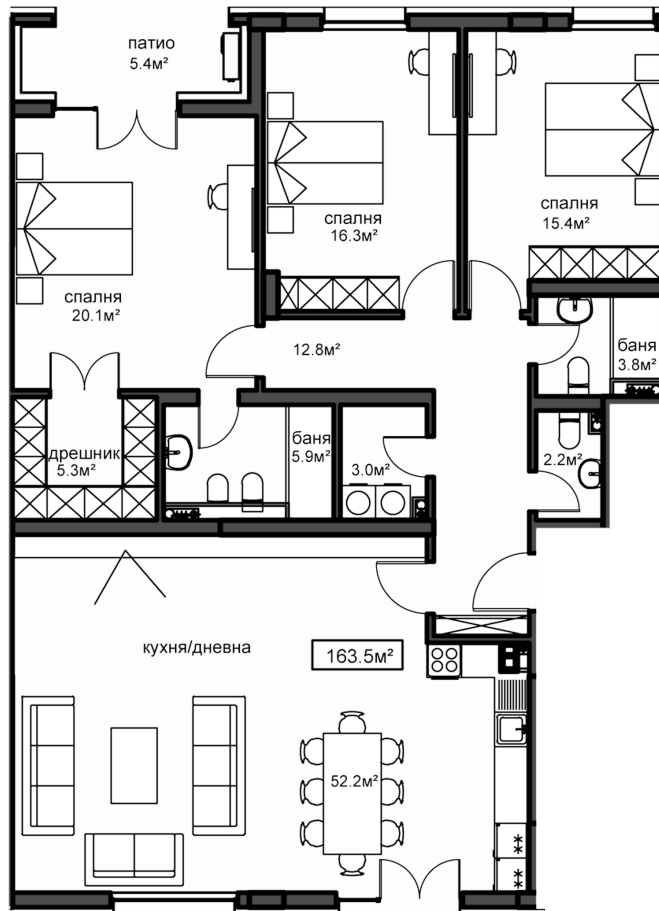 патио
5.4м²
спалня
16.3м²
спалня
15.4м²
спалня
20.1м²
12.8м²
баня
3.8м²
дрешник
5.3м²
баня
5.9м²
3.0м²
2.2м²
кухня/дневна
163.5м²
52.2м²